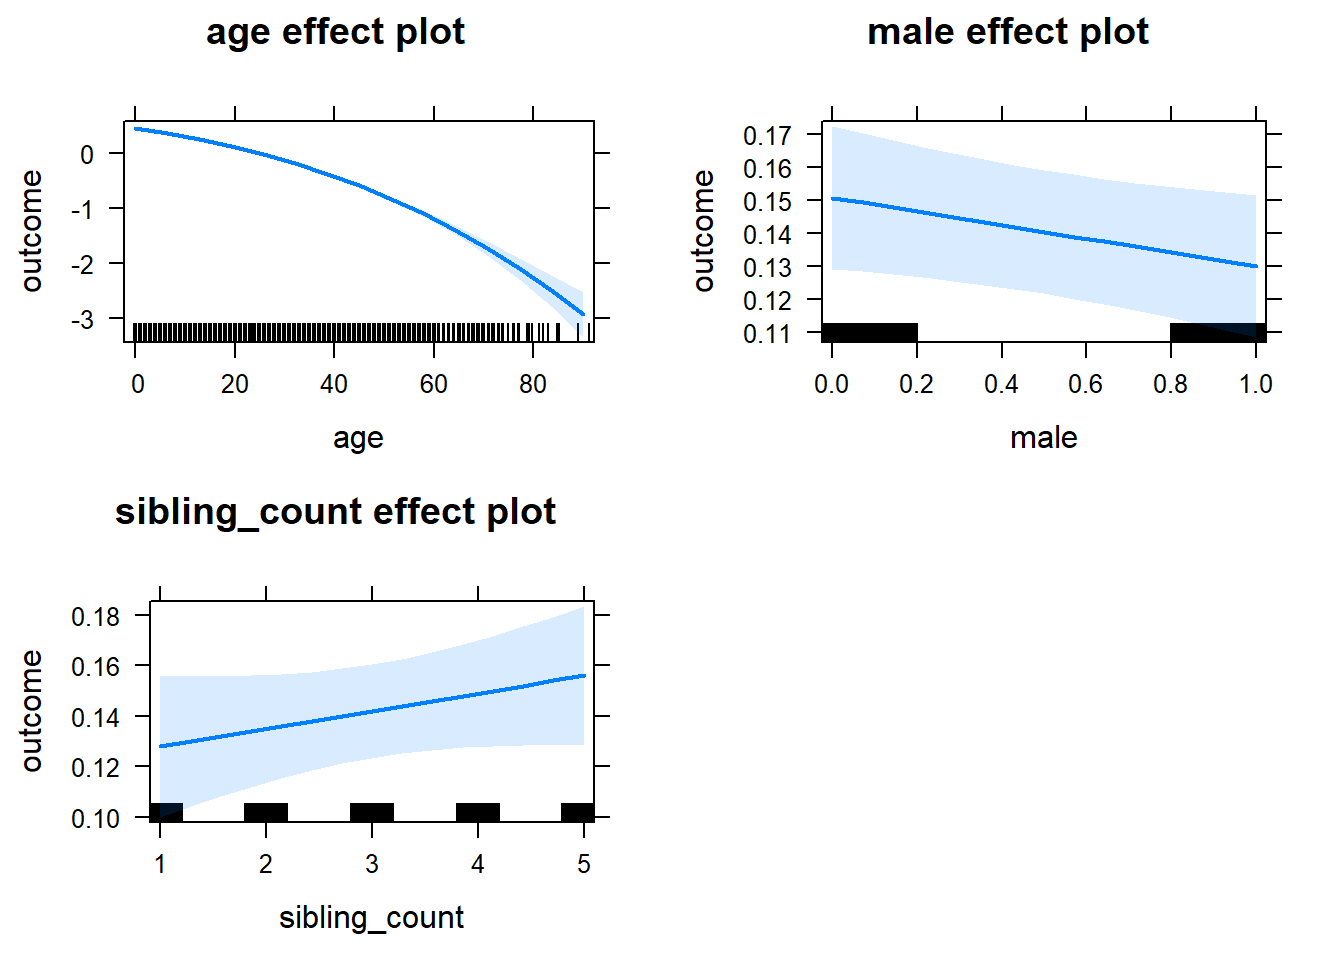 age effect plot
outcome
0
-1
-2
-3
0 20 40 60 80
age
male effect plot
outcome
0.17
0.16
0.15
0.14
0.13
0.12
0.11
0.0 0.2 0.4 0.6 0.8 1.0
male
sibling_count effect plot
outcome
0.18
0.16
0.14
0.12
0.10
1 2 3 4 5
sibling_count